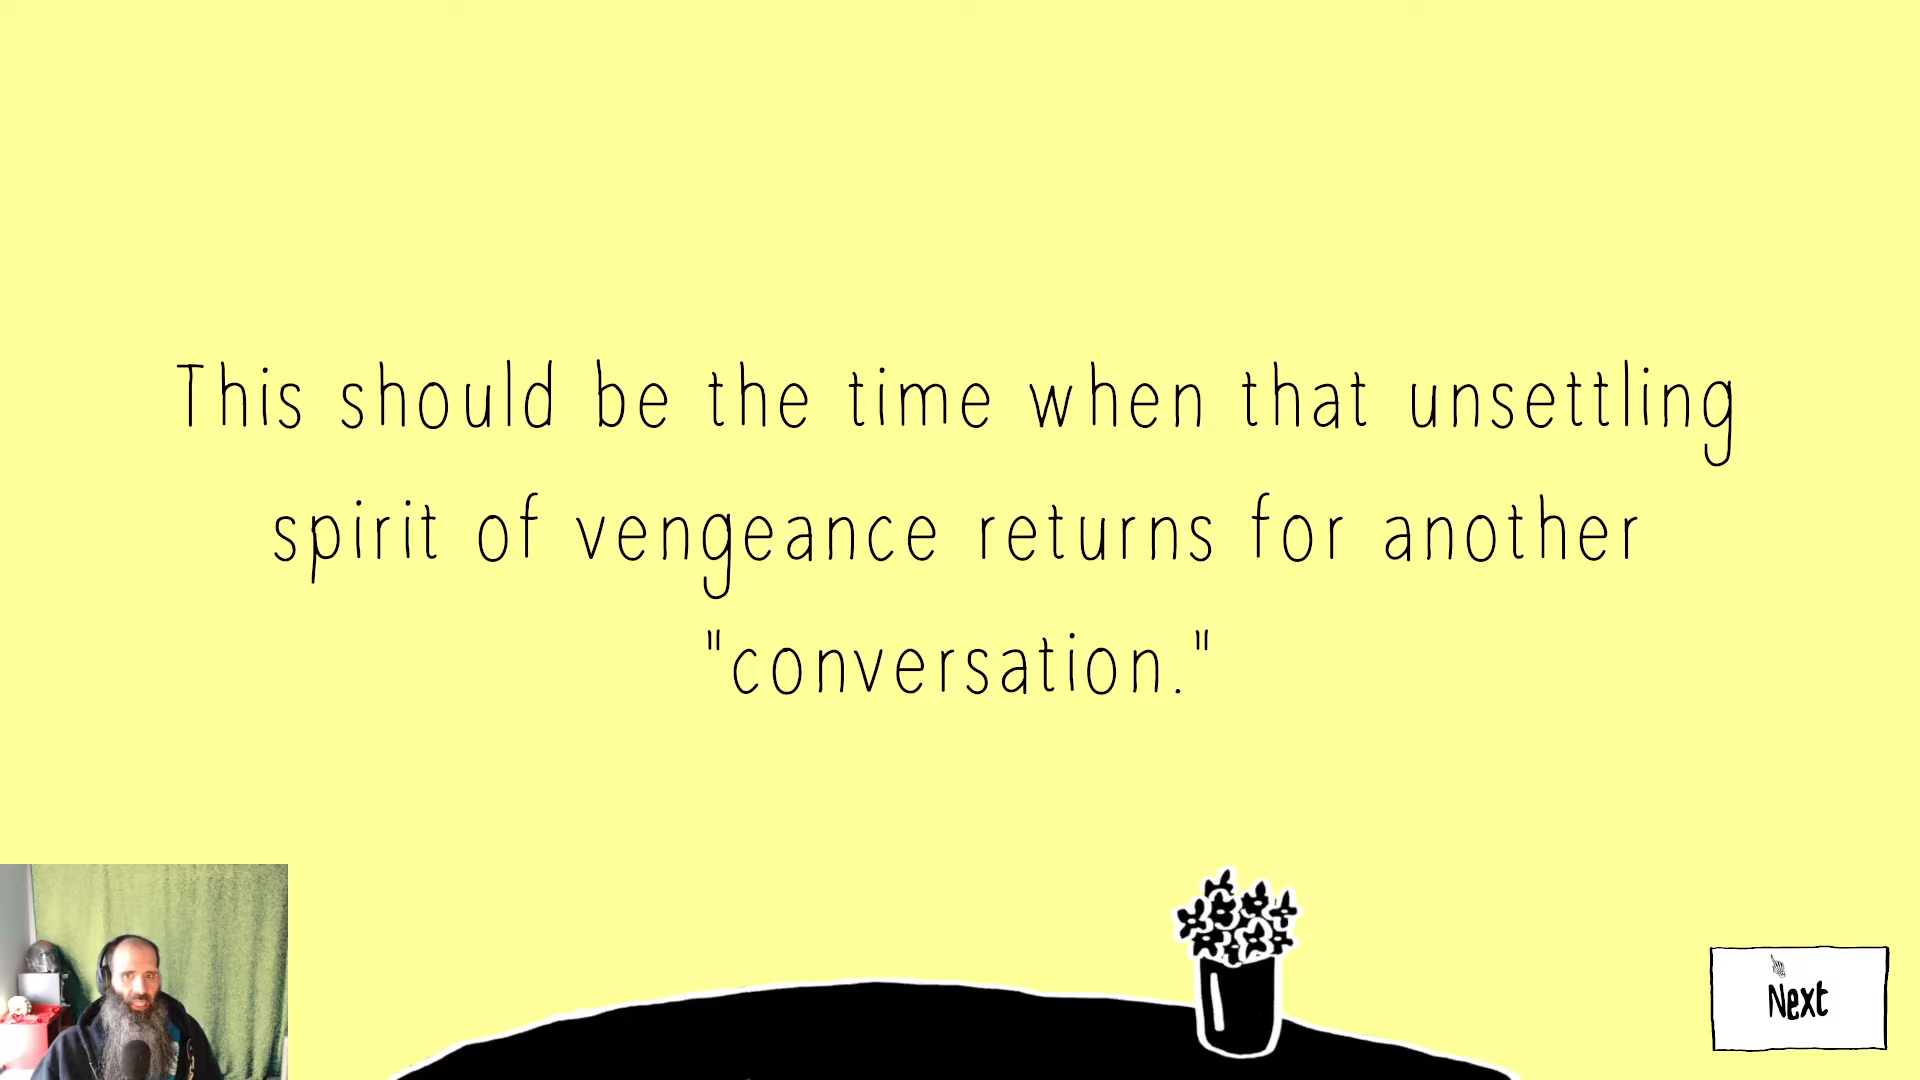 This should be the time when that unsettling
spirit of vengeance returns for another
"conversation."
Next